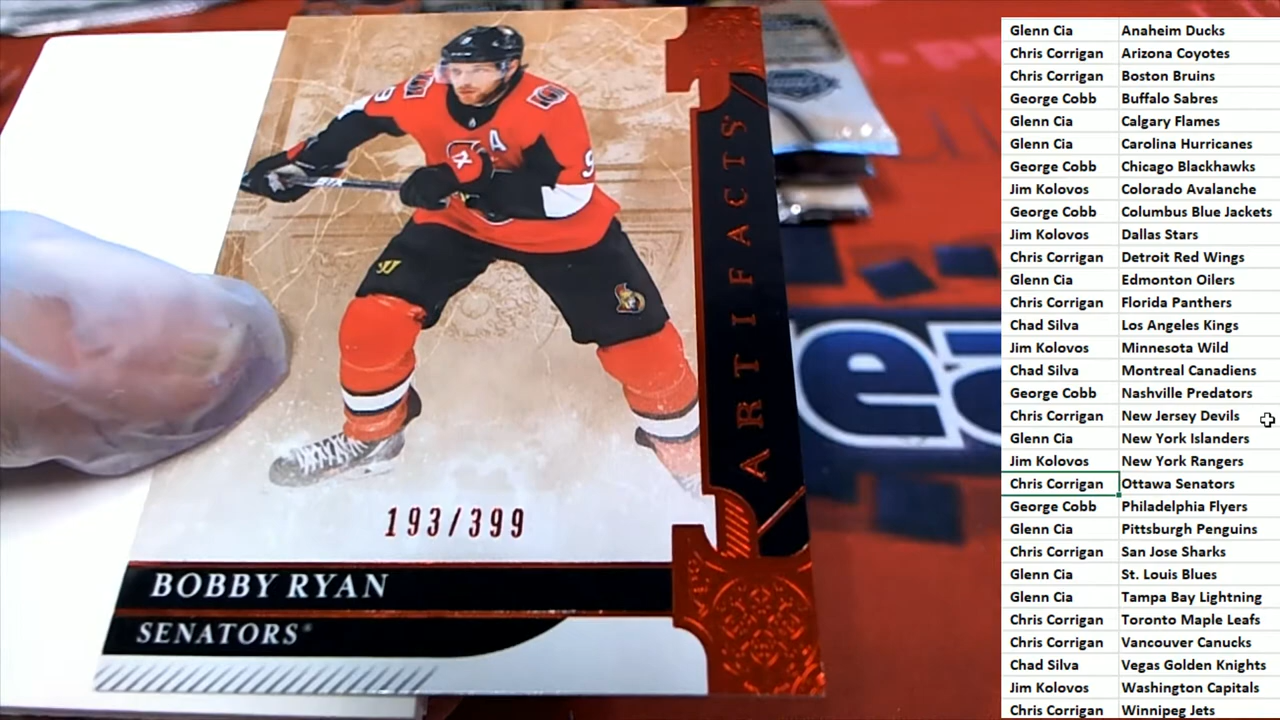 A
9
9
ARTIFACTS
193/399
BOBBY RYAN
SENATORS
Glenn Cia Anaheim Ducks
Chris Corrigan Arizona Coyotes
Chris Corrigan Boston Bruins
George Cobb Buffalo Sabres
Glenn Cia Calgary Flames
Glenn Cia Carolina Hurricanes
George Cobb Chicago Blackhawks
Jim Kolovos Colorado Avalanche
George Cobb Columbus Blue Jackets
Jim Kolovos Dallas Stars
Chris Corrigan Detroit Red Wings
Glenn Cia Edmonton Oilers
Chris Corrigan Florida Panthers
Chad Silva Los Angeles Kings
Jim Kolovos Minnesota Wild
Chad Silva Montreal Canadiens
George Cobb Nashville Predators
Chris Corrigan New Jersey Devils
Glenn Cia New York Islanders
Jim Kolovos New York Rangers
Chris Corrigan Ottawa Senators
George Cobb Philadelphia Flyers
Glenn Cia Pittsburgh Penguins
Chris Corrigan San Jose Sharks
Glenn Cia St. Louis Blues
Glenn Cia Tampa Bay Lightning
Chris Corrigan Toronto Maple Leafs
Chris Corrigan Vancouver Canucks
Chad Silva Vegas Golden Knights
Jim Kolovos Washington Capitals
Chris Corrigan Winnipeg Jets